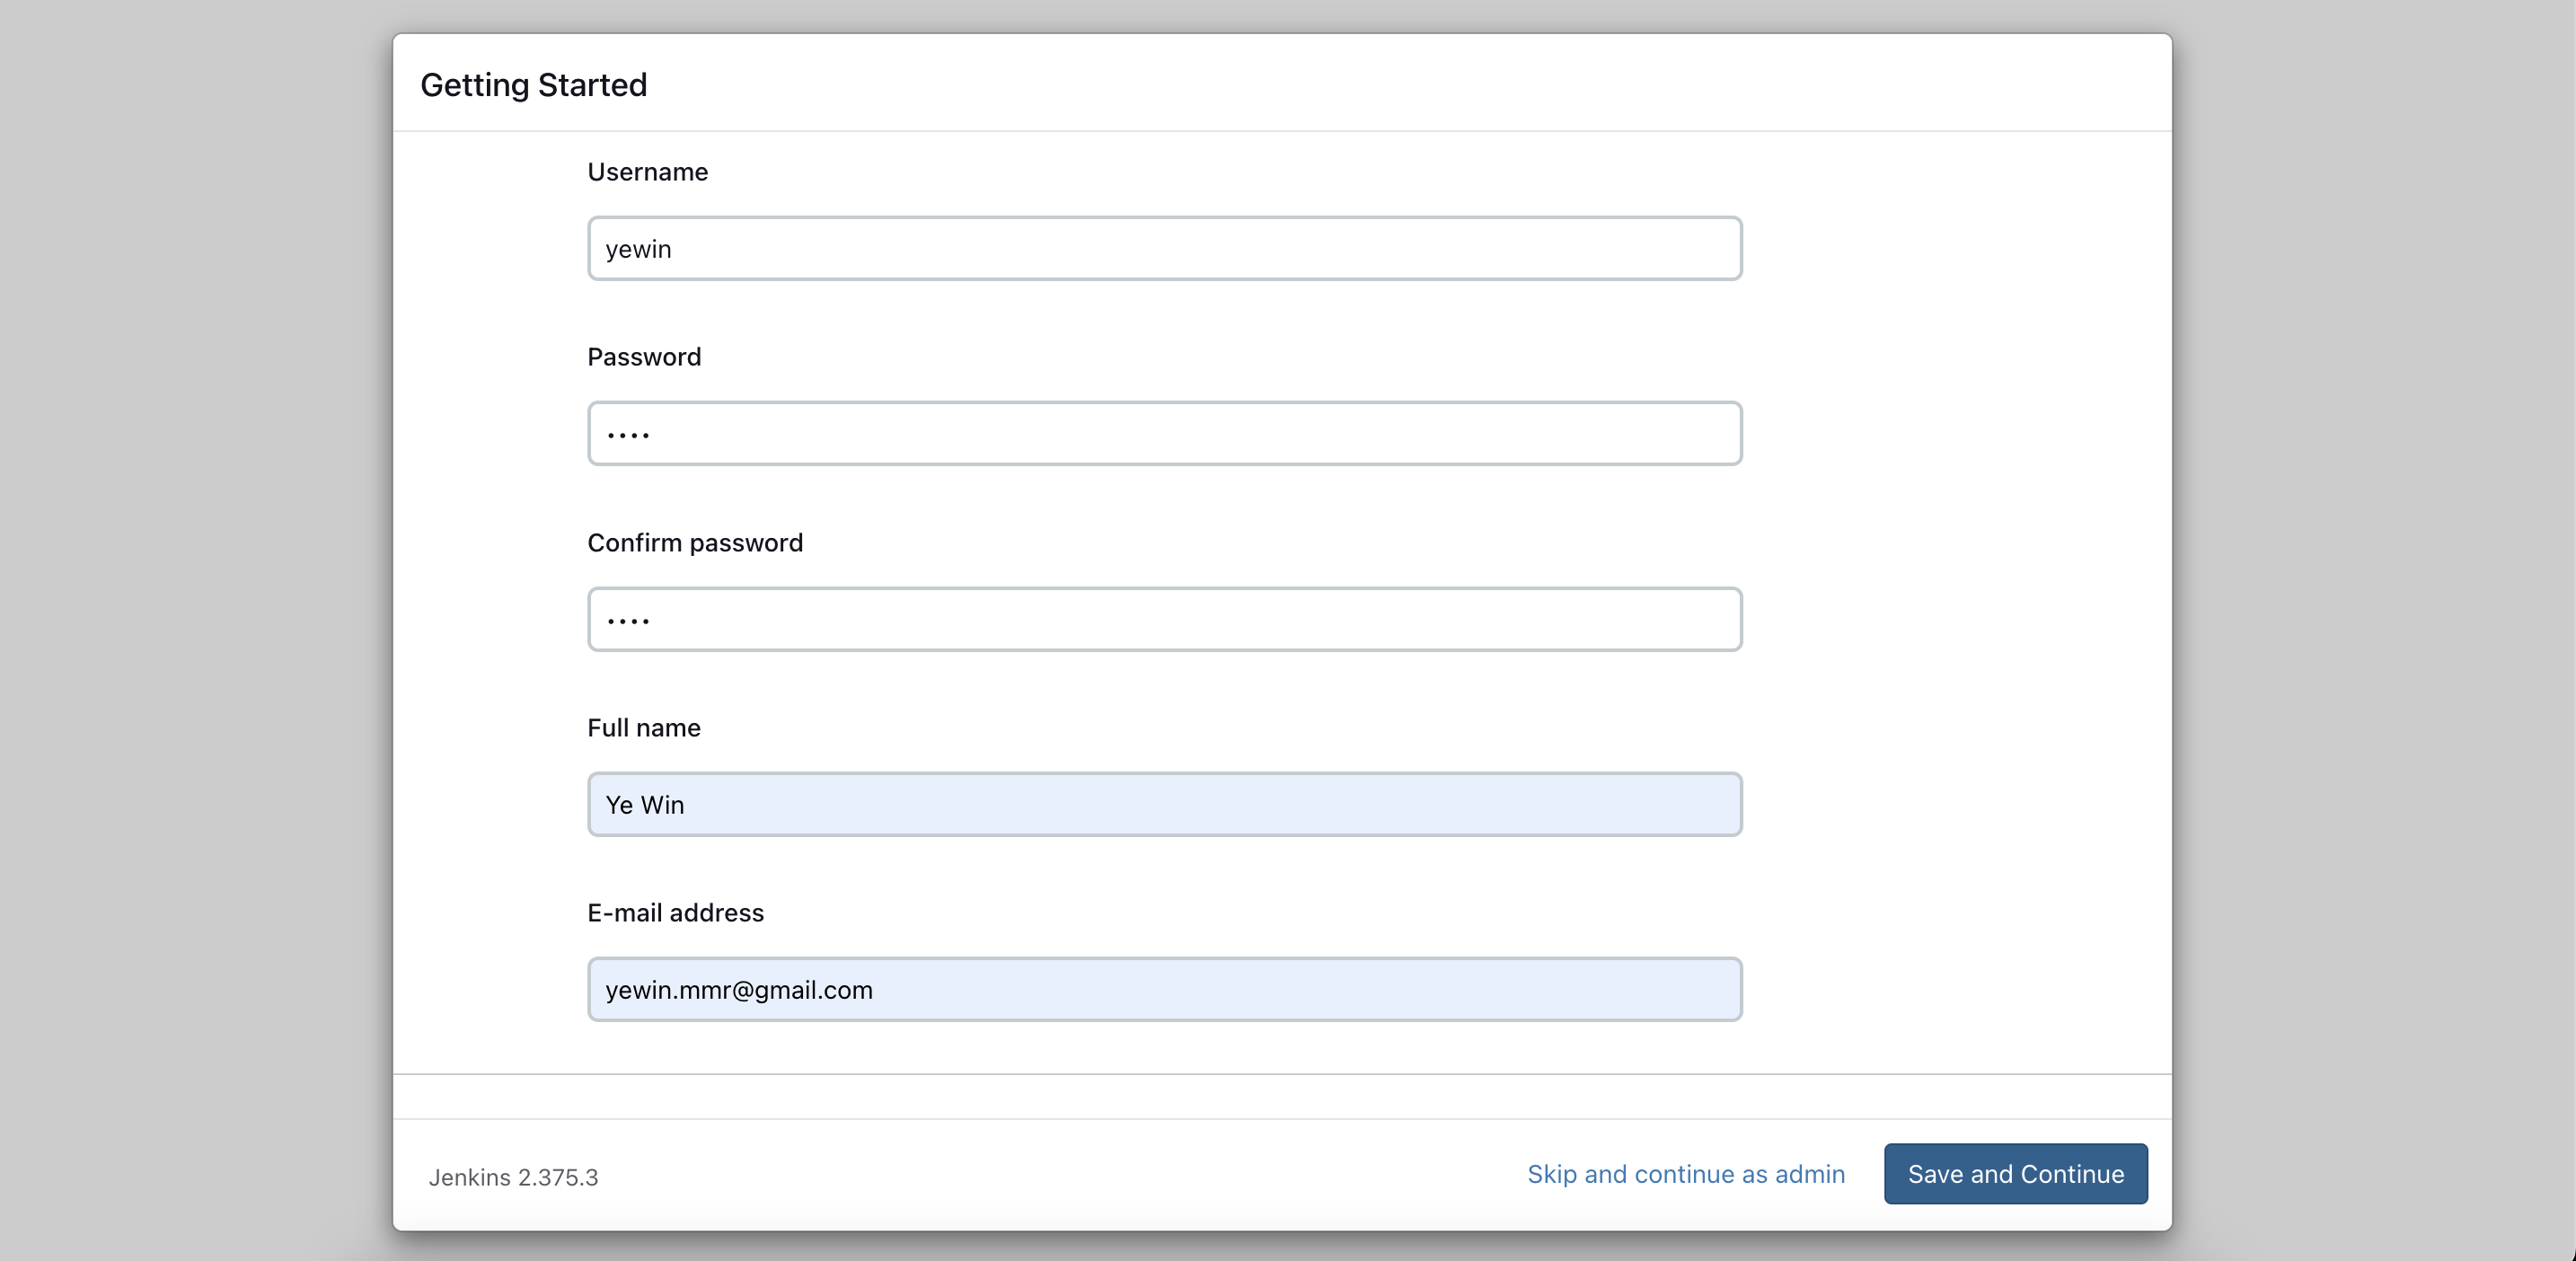 Getting Started
Username
yewin
Password
••••
Confirm password
••••
Full name
Ye Win
E-mail address
yewin.mmr@gmail.com
Jenkins 2.375.3
Skip and continue as admin
Save and Continue